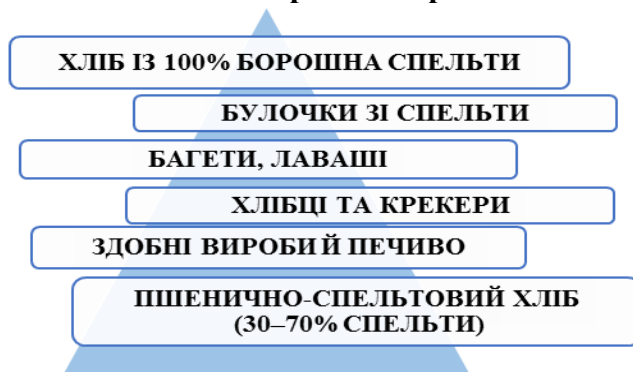 ХЛІБ ІЗ 100% БОРОШНА СПЕЛЬТИ
БУЛОЧКИ ЗІ СПЕЛЬТИ
БАГЕТИ, ЛАВАШІ
ХЛІБЦІ ТА КРЕКЕРИ
ЗДОБНІ ВИРОБИ Й ПЕЧИВО
ПШЕНИЧНО-СПЕЛЬТОВИЙ ХЛІБ
(30–70% СПЕЛЬТИ)